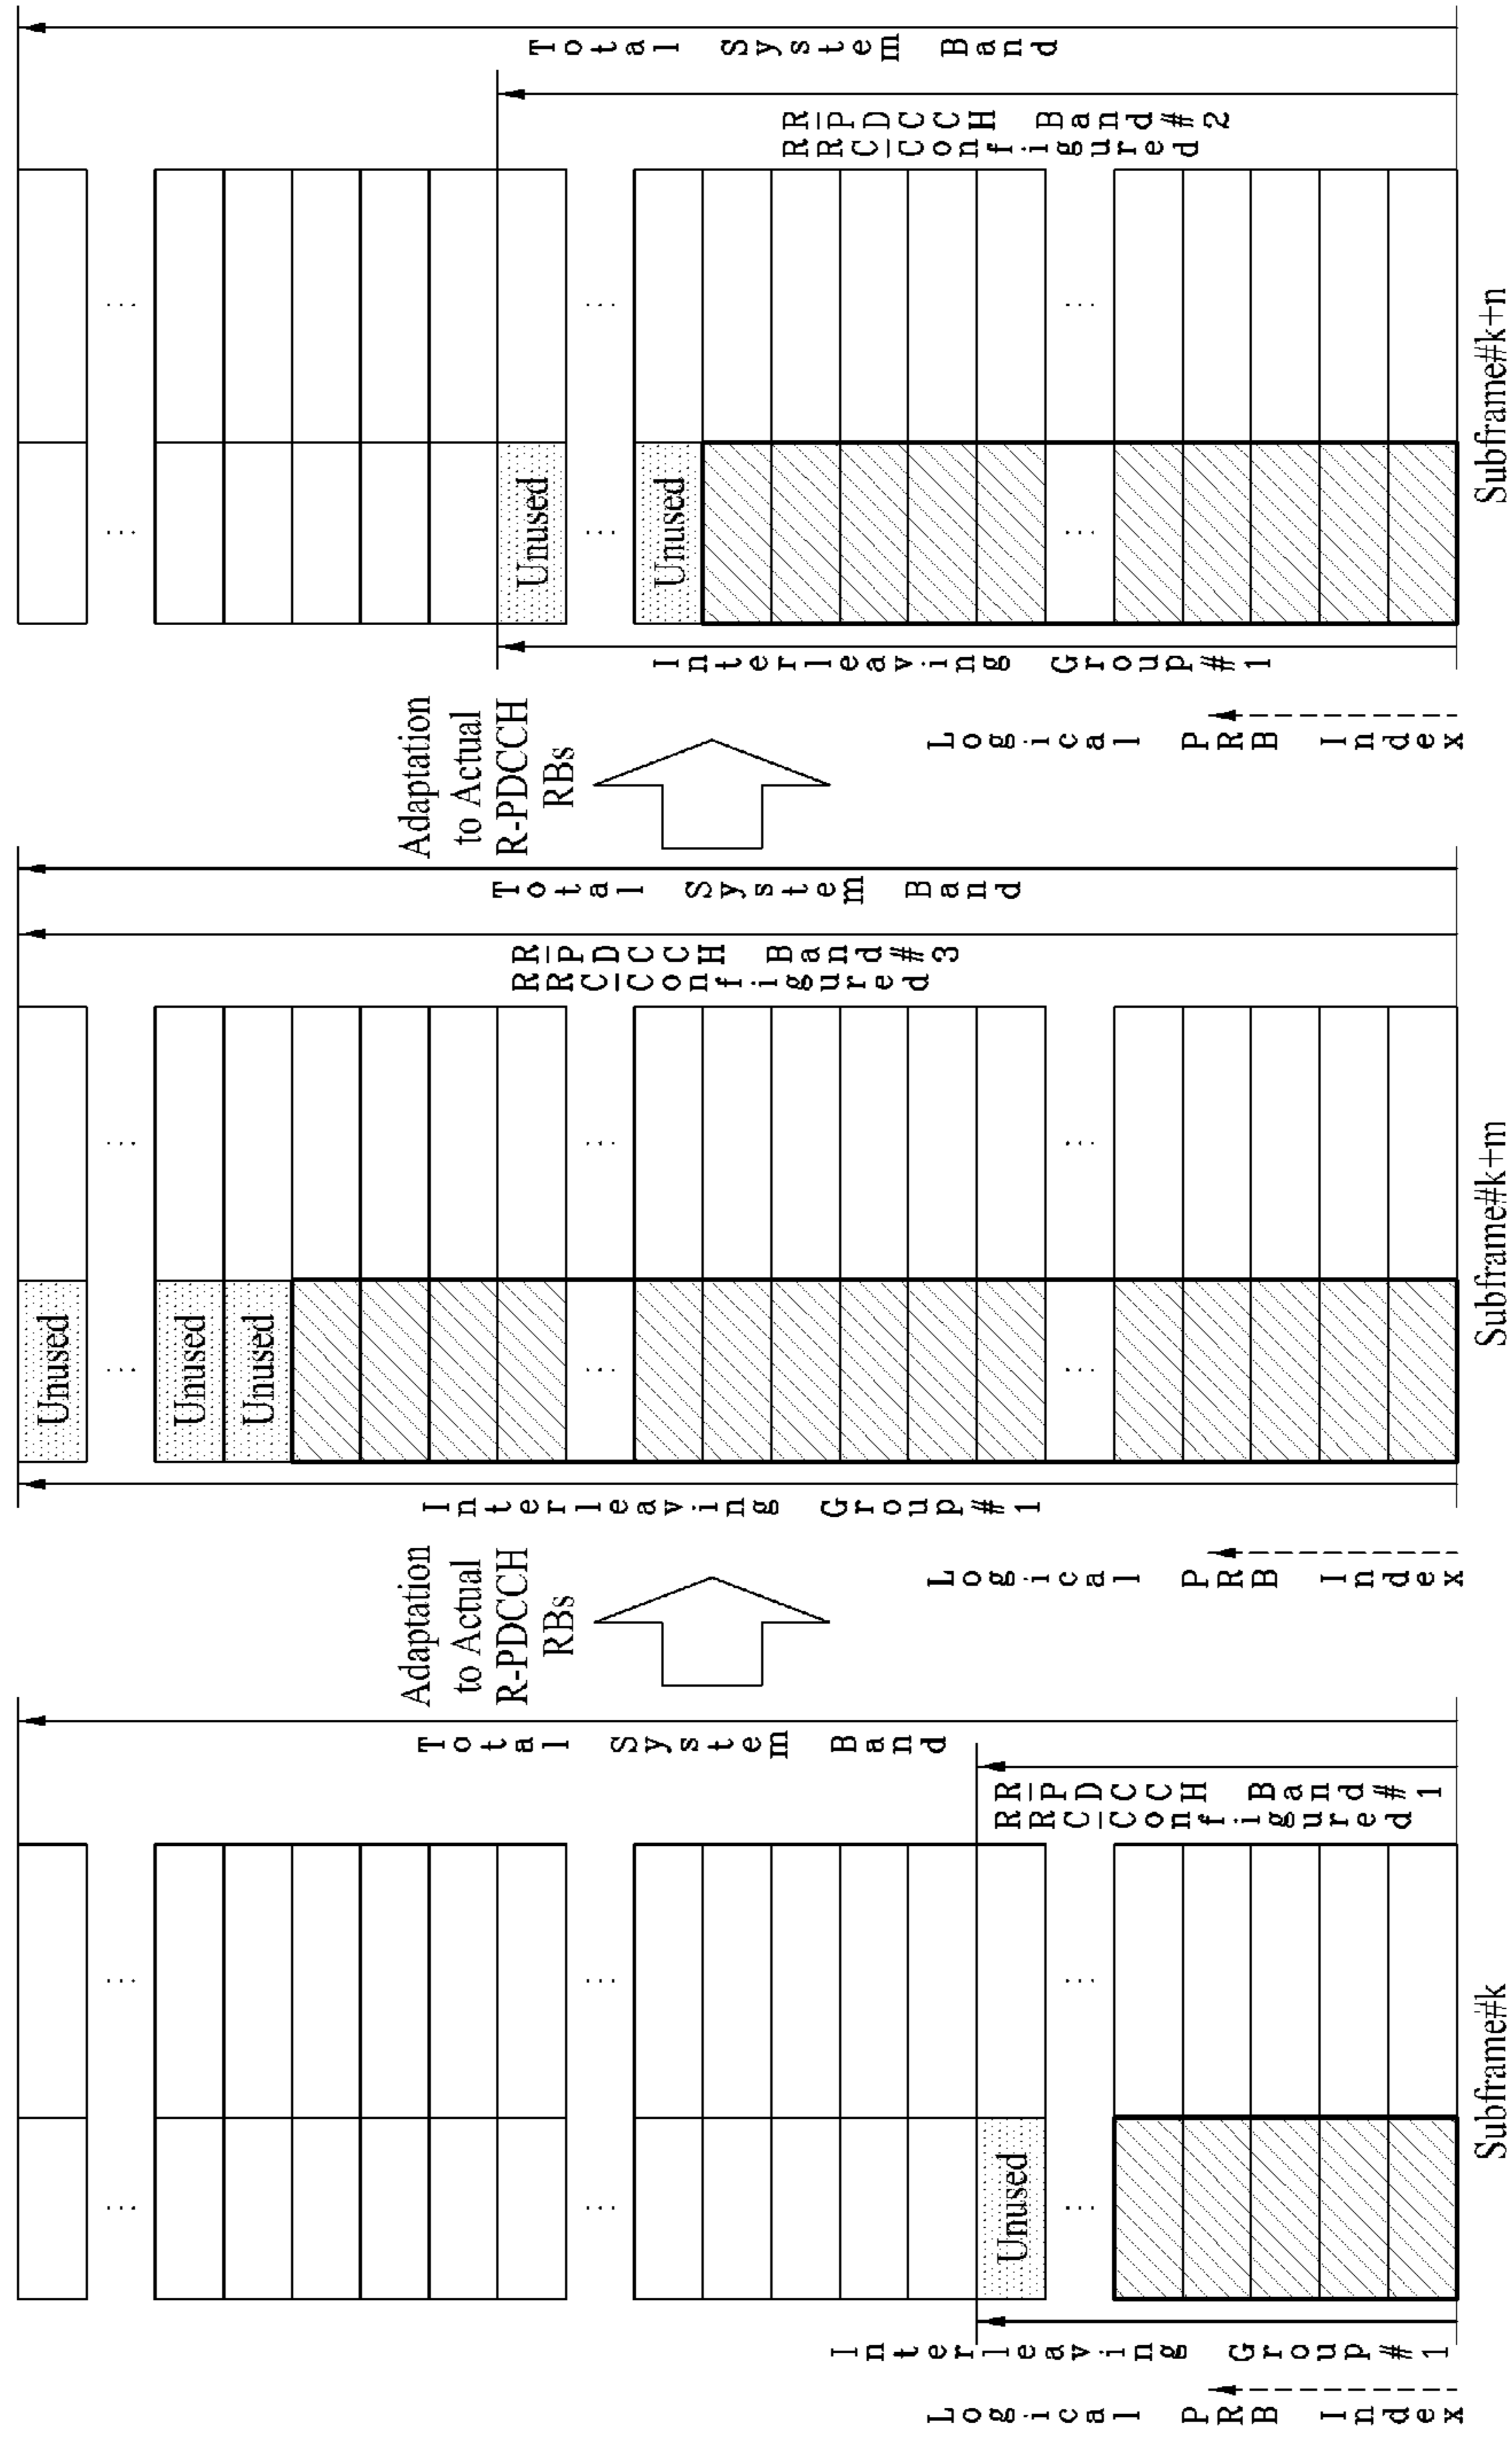 Logical PRB Index
Interleaving Group#1
Unused
RRC-Configured
R-PDCCH Band#1
Total System Band
Subframe#k
Adaptation
to Actual
R-PDCCH
RBs
Logical PRB Index
Interleaving Group#1
Unused
Unused
Unused
RRC-Configured
R-PDCCH Band#3
Total System Band
Subframe#k+m
Adaptation
to Actual
R-PDCCH
RBs
Logical PRB Index
Interleaving Group#1
Unused
Unused
RRC-Configured
R-PDCCH Band#2
Total System Band
Subframe#k+n